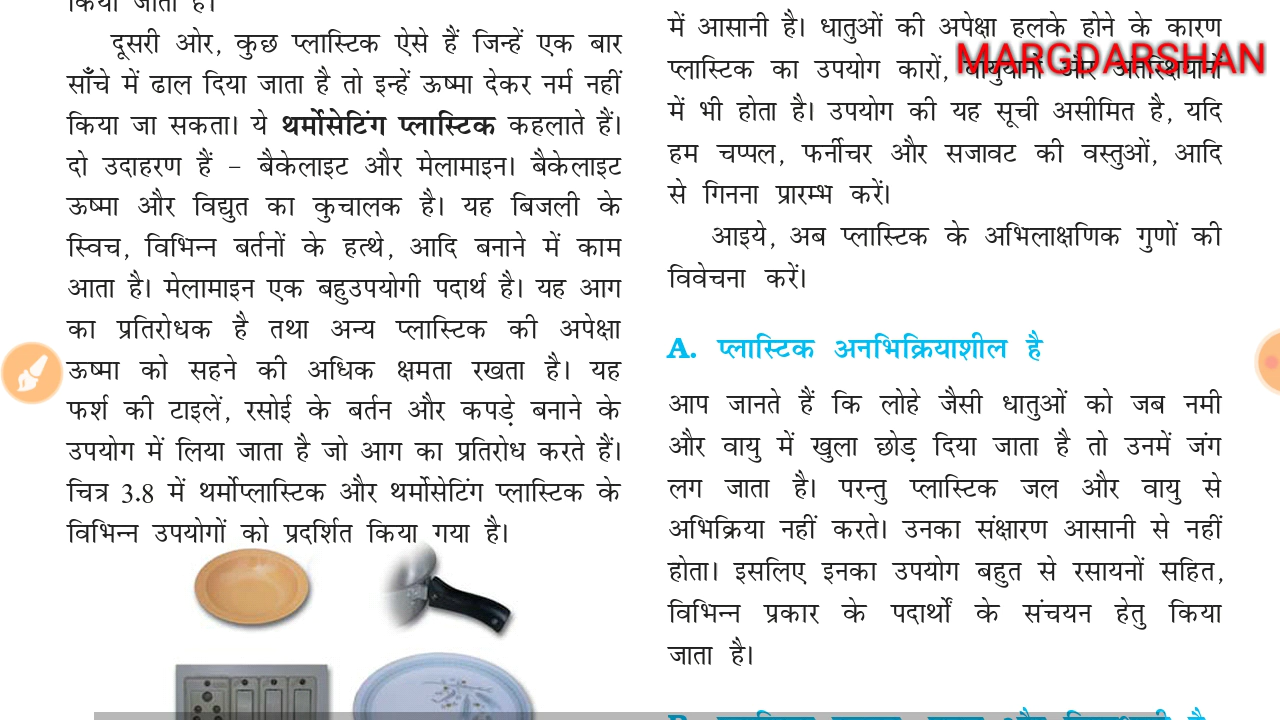 किया जाता है।
दूसरी ओर, कुछ प्लास्टिक ऐसे हैं जिन्हें एक बार
साँचे में ढाल दिया जाता है तो इन्हें ऊष्मा देकर नर्म नहीं
किया जा सकता। ये थर्मोसेटिंग प्लास्टिक कहलाते हैं।
दो उदाहरण हैं – बैकेलाइट और मेलामाइन। बैकेलाइट
ऊष्मा और विद्युत का कुचालक है। यह बिजली के
स्विच, विभिन्न बर्तनों के हत्थे, आदि बनाने में काम
आता है। मेलामाइन एक बहुउपयोगी पदार्थ है। यह आग
का प्रतिरोधक है तथा अन्य प्लास्टिक की अपेक्षा
ऊष्मा को सहने की अधिक क्षमता रखता है। यह
फर्श की टाइलें, रसोई के बर्तन और कपड़े बनाने के
उपयोग में लिया जाता है जो आग का प्रतिरोध करते हैं।
चित्र 3.8 में थर्मोप्लास्टिक और थर्मोसेटिंग प्लास्टिक के
विभिन्न उपयोगों को प्रदर्शित किया गया है।
में आसानी है। धातुओं की अपेक्षा हलके होने के कारण
प्लास्टिक का उपयोग कारों, वायुयानों और अंतरिक्षयानों
MARGDARSHAN
में भी होता है। उपयोग की यह सूची असीमित है, यदि
हम चप्पल, फर्नीचर और सजावट की वस्तुओं, आदि
से गिनना प्रारम्भ करें।
आइये, अब प्लास्टिक के अभिलाक्षणिक गुणों की
विवेचना करें।
A. प्लास्टिक अनभिक्रियाशील है
आप जानते हैं कि लोहे जैसी धातुओं को जब नमी
और वायु में खुला छोड़ दिया जाता है तो उनमें जंग
लग जाता है। परन्तु प्लास्टिक जल और वायु से
अभिक्रिया नहीं करते। उनका संक्षारण आसानी से नहीं
होता। इसलिए इनका उपयोग बहुत से रसायनों सहित,
विभिन्न प्रकार के पदार्थों के संचयन हेतु किया
जाता है।